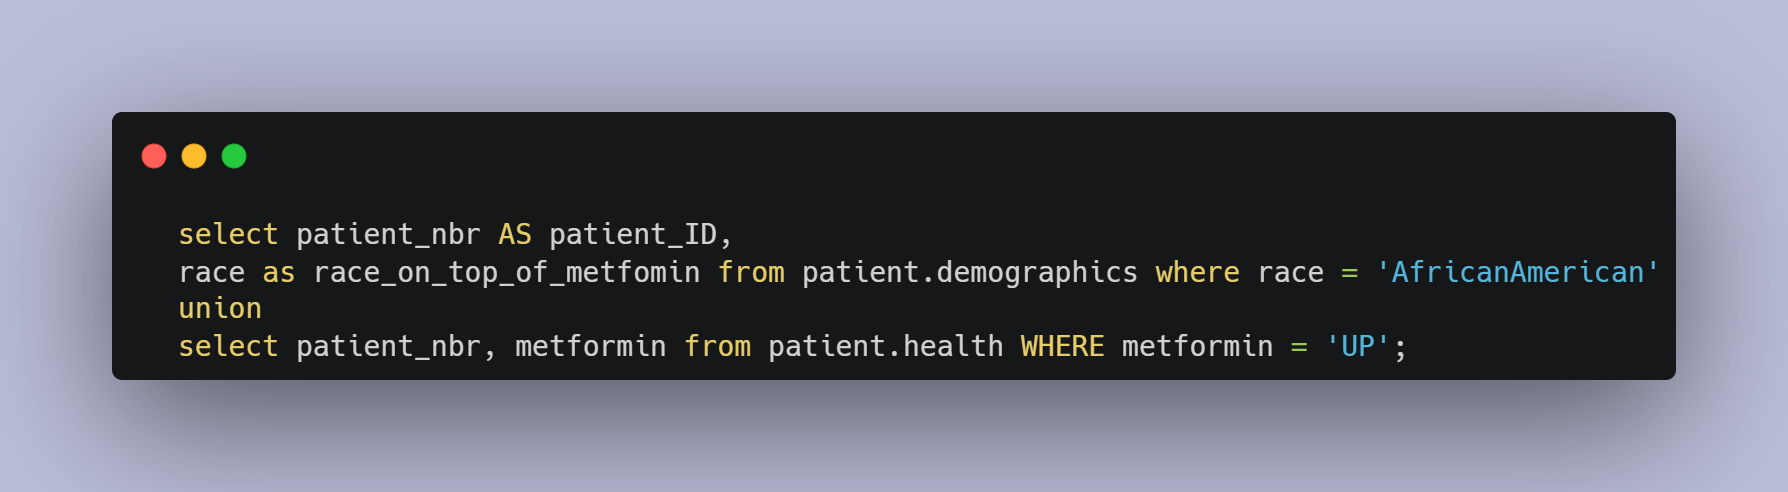 select patient_nbr AS patient_ID,
race as race_on_top_of_metfomin from patient.demographics where race = 'AfricanAmerican'
union
select patient_nbr, metformin from patient.health WHERE metformin = 'UP';